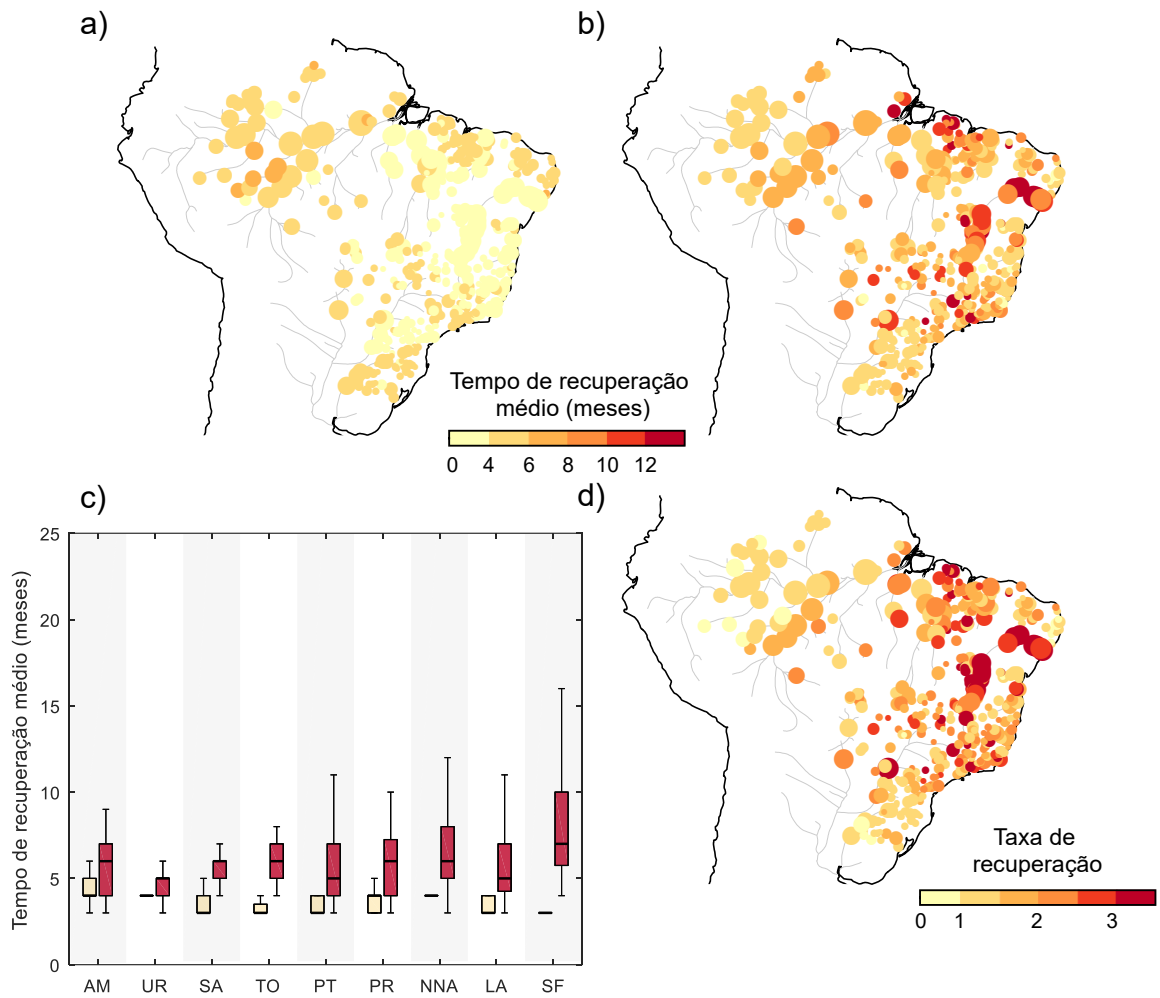 a)
b)
Tempo de recuperação
médio (meses)
0 4 6 8 10 12
c)
d)
Tempo de recuperação médio (meses)
25
20
15
10
5
0
AM UR SA TO PT PR NNA LA SF
Taxa de
recuperação
0 1 2 3